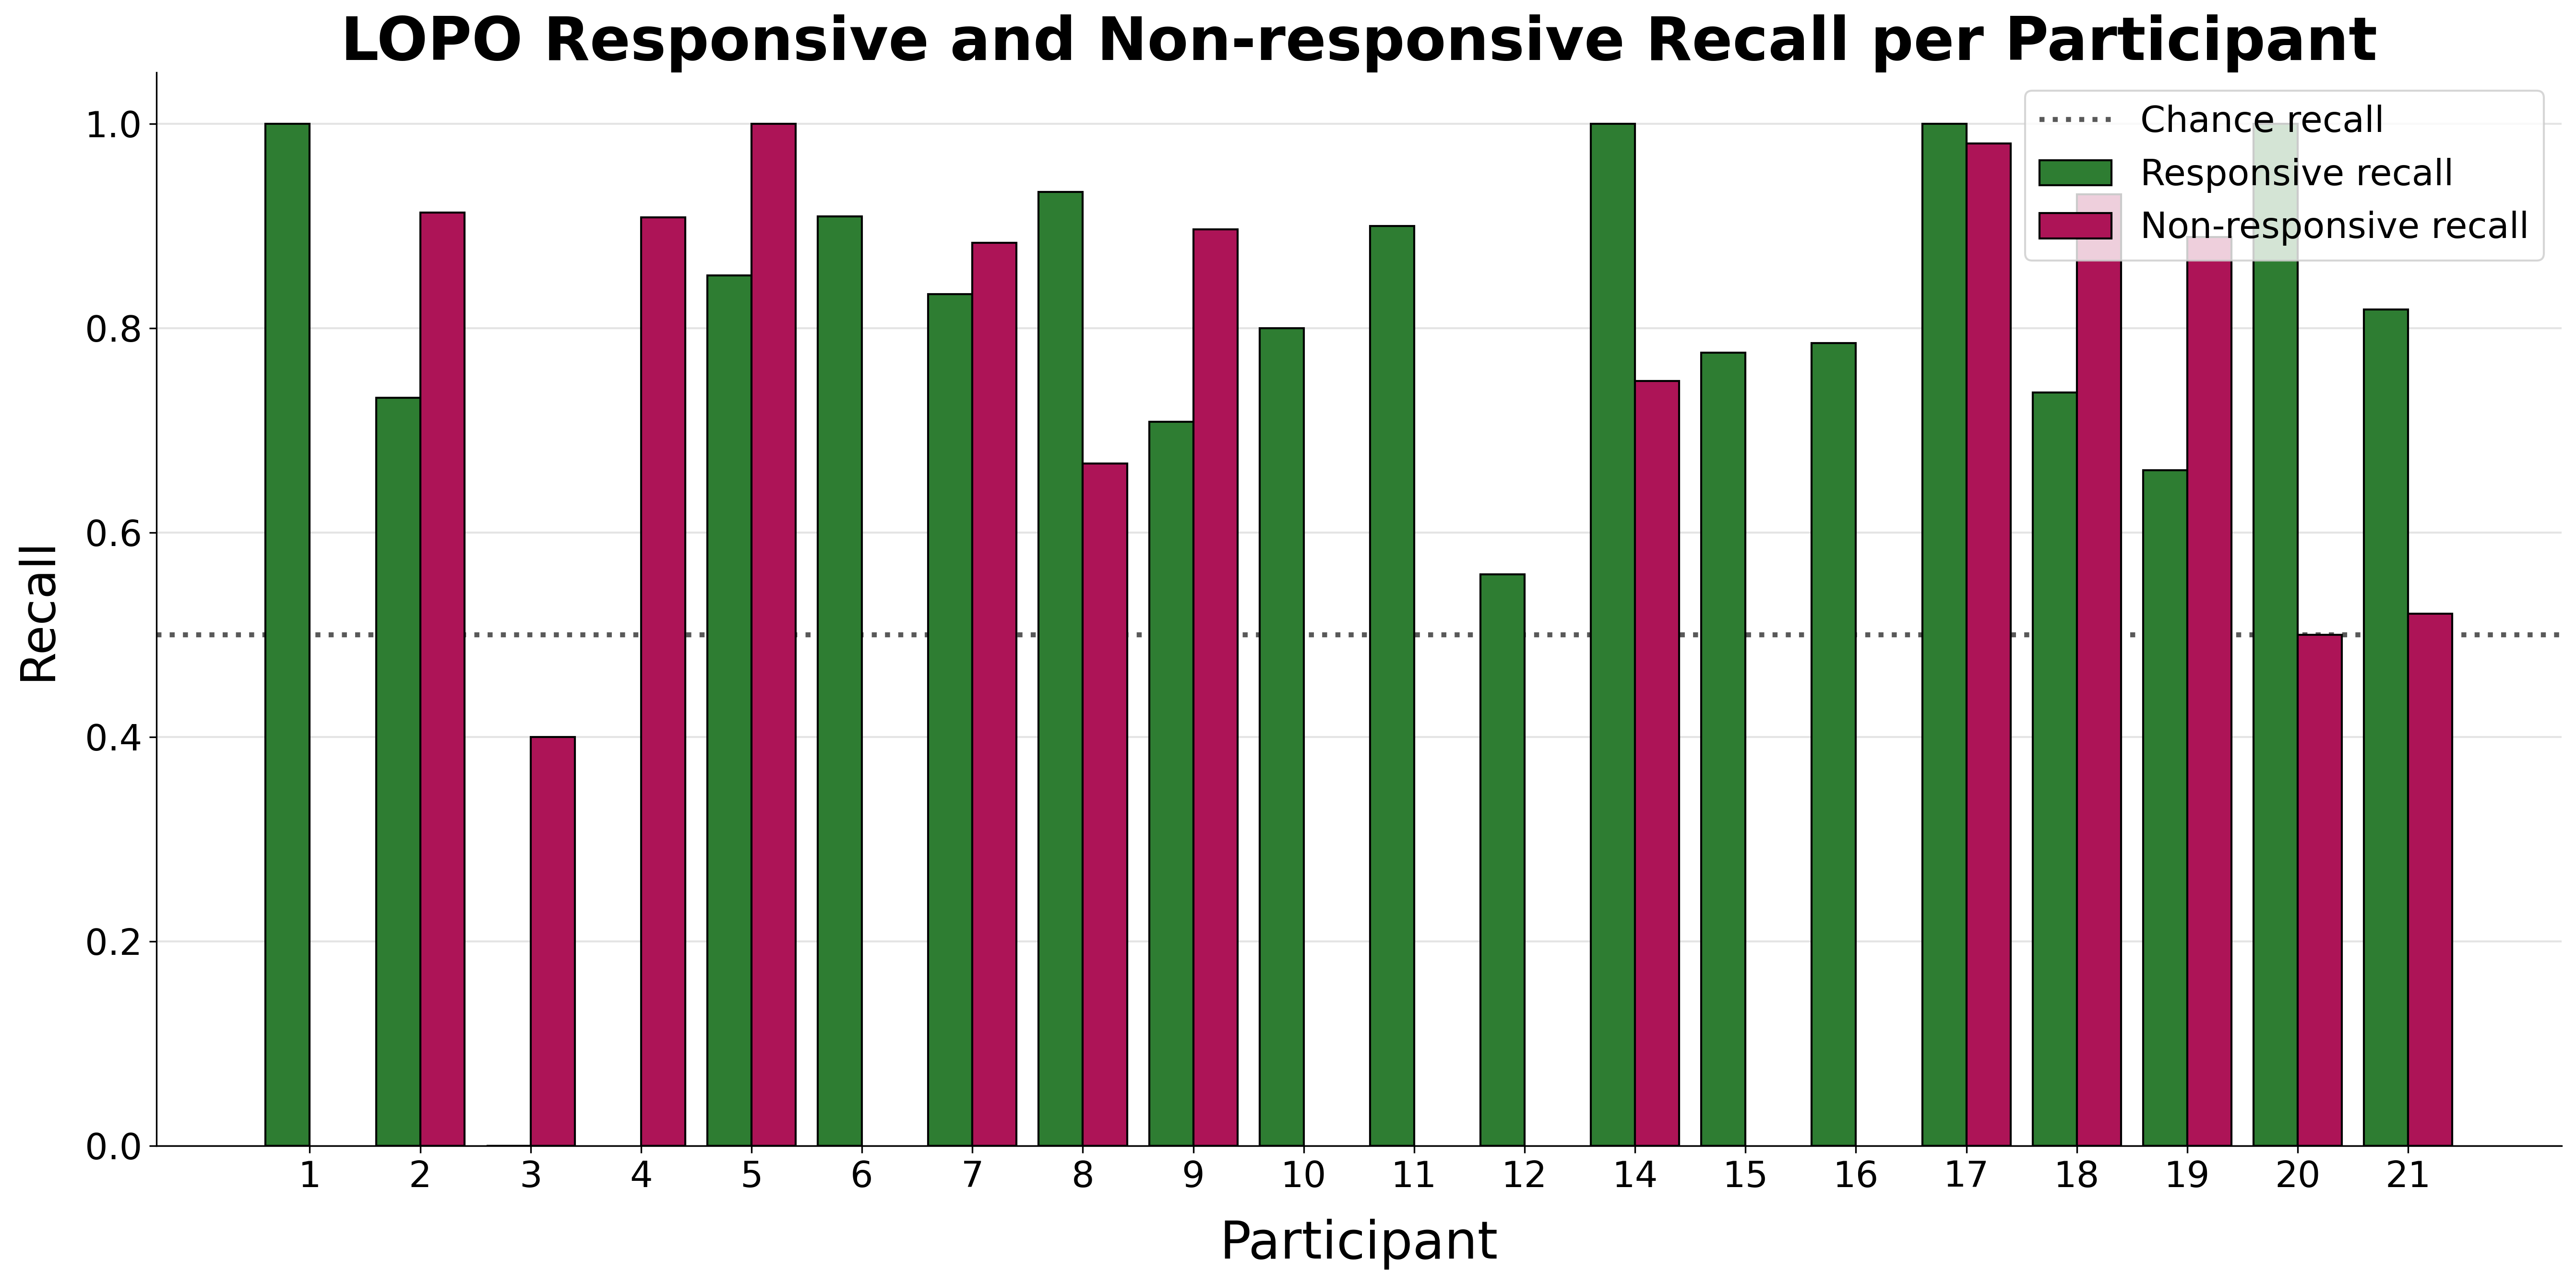 LOPO Responsive and Non-responsive Recall per Participant
Chance recall
Responsive recall
Non-responsive recall
1.0
0.8
0.6
0.4
0.2
0.0
Recall
1 2 3 4 5 6 7 8 9 10 11 12 14 15 16 17 18 19 20 21
Participant